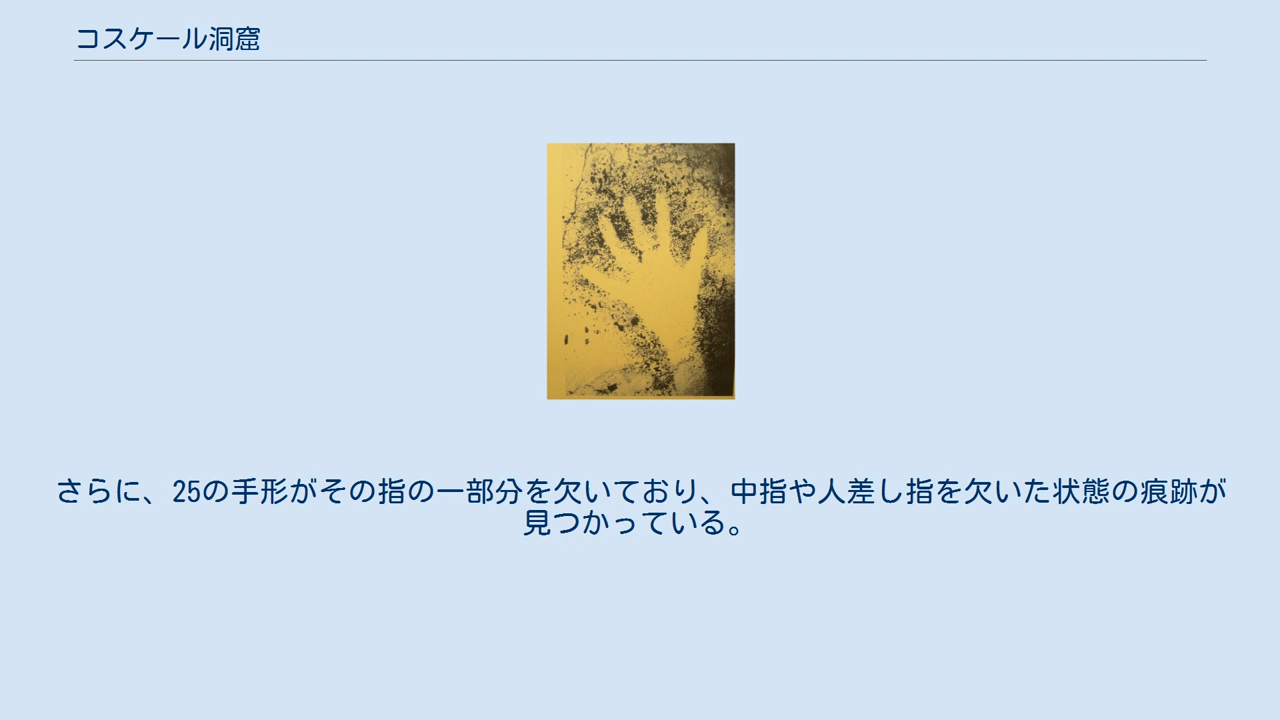 コスケール洞窟
さらに、25の手形がその指の一部分を欠いており、中指や人差し指を欠いた状態の痕跡が
見つかっている。